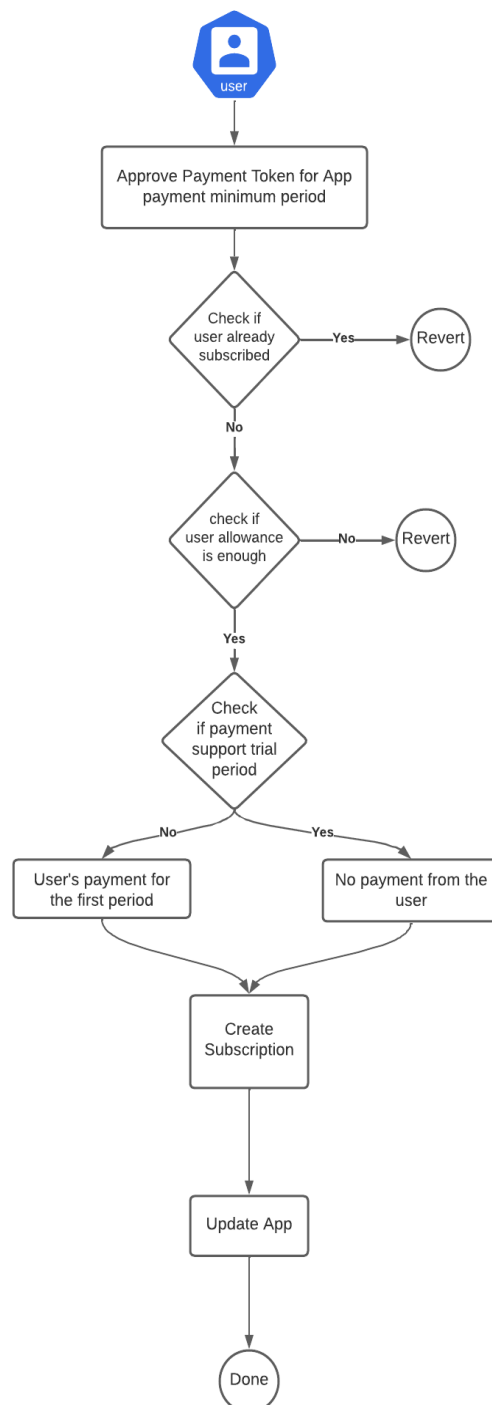 user
Approve Payment Token for App
payment minimum period
Check if
user already
subscribed
Yes
Revert
No
check if
user allowance
is enough
No
Revert
Yes
Check
if payment
support trial
period
No
Yes
User's payment for
the first period
No payment from the
user
Create
Subscription
Update App
Done